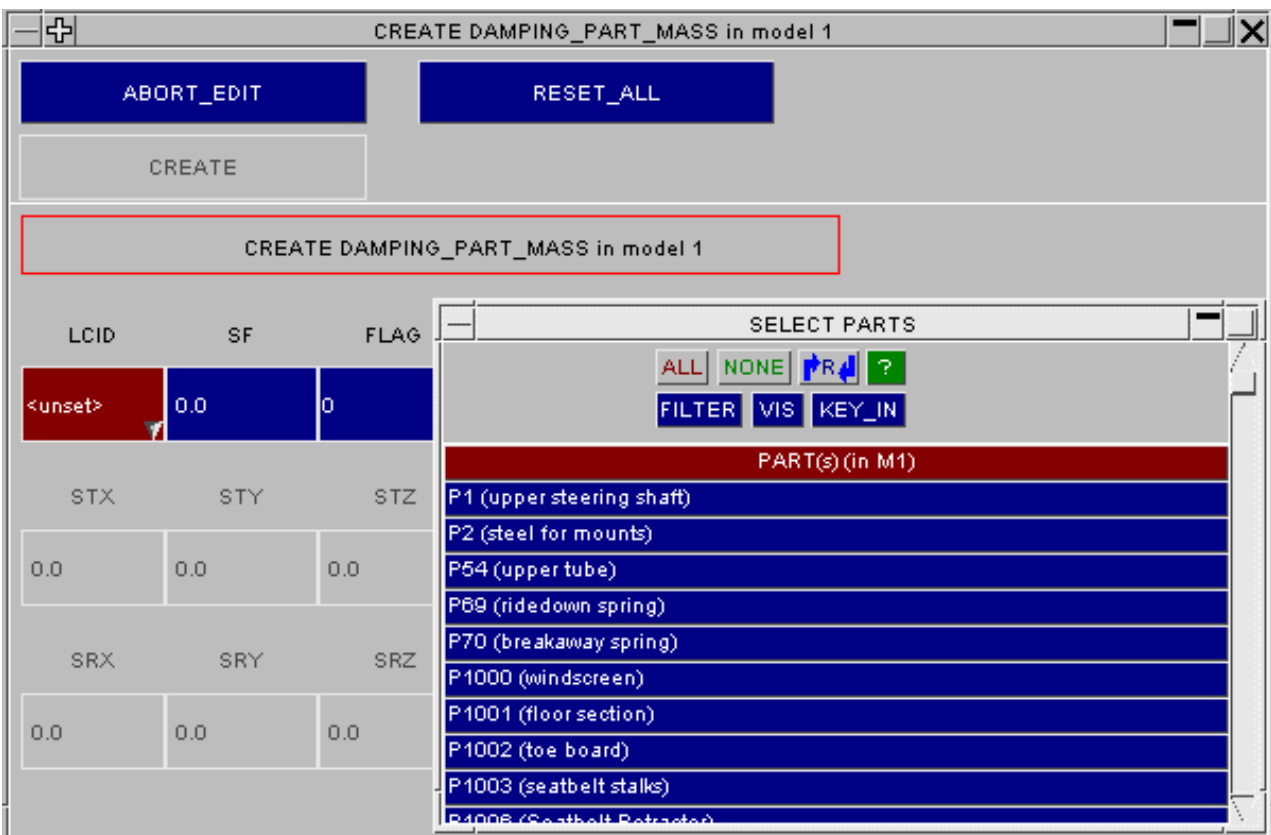 CREATE DAMPING_PART_MASS in model 1
ABORT_EDIT RESET_ALL
CREATE
CREATE DAMPING_PART_MASS in model 1
LCID SF FLAG
<unset> 0.0 0
STX STY STZ
0.0 0.0 0.0
SRX SRY SRZ
0.0 0.0 0.0
SELECT PARTS
ALL NONE R ?
FILTER VIS KEY_IN
PART(s) (in M1)
P1 (upper steering shaft)
P2 (steel for mounts)
P54 (upper tube)
P69 (ridedown spring)
P70 (breakaway spring)
P1000 (windscreen)
P1001 (floor section)
P1002 (toe board)
P1003 (seatbelt stalks)
P1006 (Seatbelt Retractor)